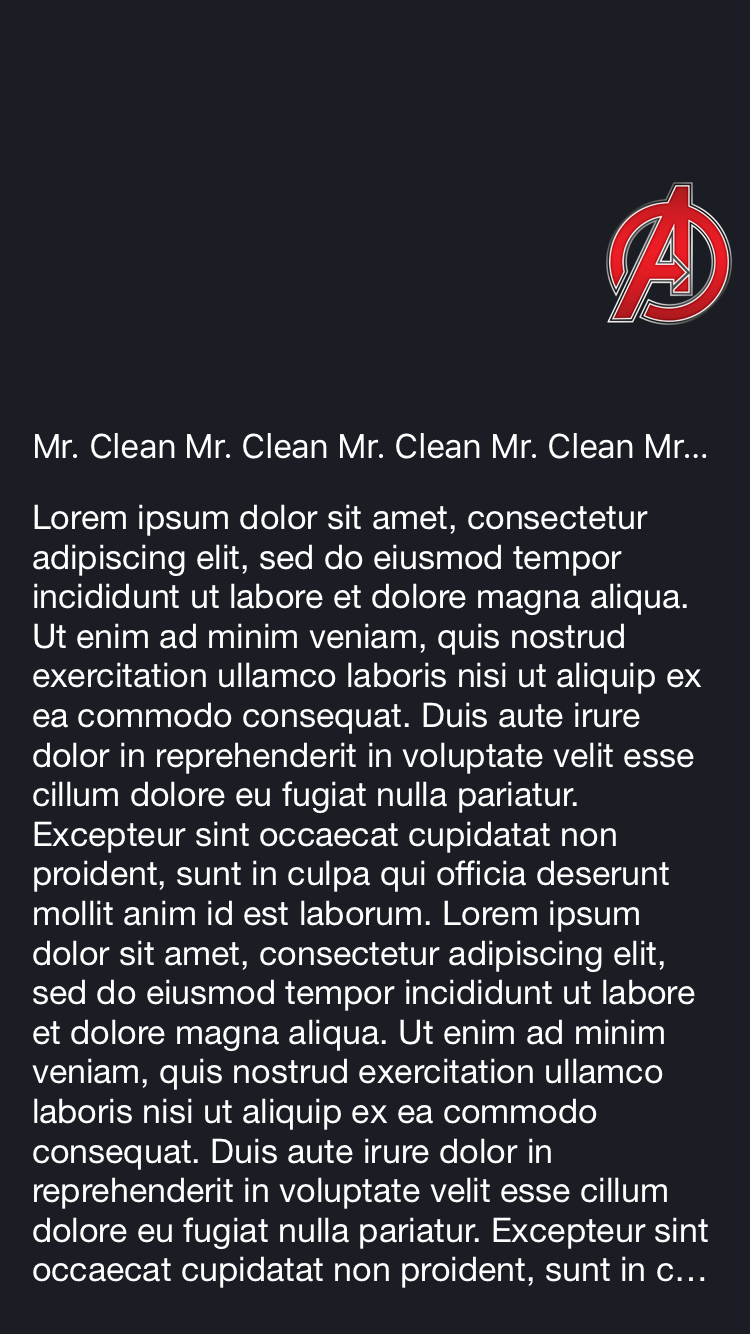 Mr. Clean Mr. Clean Mr. Clean Mr. Clean Mr...
Lorem ipsum dolor sit amet, consectetur
adipiscing elit, sed do eiusmod tempor
incididunt ut labore et dolore magna aliqua.
Ut enim ad minim veniam, quis nostrud
exercitation ullamco laboris nisi ut aliquip ex
ea commodo consequat. Duis aute irure
dolor in reprehenderit in voluptate velit esse
cillum dolore eu fugiat nulla pariatur.
Excepteur sint occaecat cupidatat non
proident, sunt in culpa qui officia deserunt
mollit anim id est laborum. Lorem ipsum
dolor sit amet, consectetur adipiscing elit,
sed do eiusmod tempor incididunt ut labore
et dolore magna aliqua. Ut enim ad minim
veniam, quis nostrud exercitation ullamco
laboris nisi ut aliquip ex ea commodo
consequat. Duis aute irure dolor in
reprehenderit in voluptate velit esse cillum
dolore eu fugiat nulla pariatur. Excepteur sint
occaecat cupidatat non proident, sunt in c...